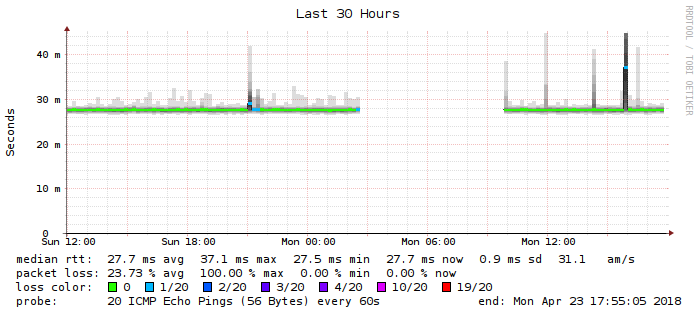 Last 30 Hours
RRDTOOL / TOBI OETIKER
Seconds
40 m
30 m
20 m
10 m
0
Sun 12:00 Sun 18:00 Mon 00:00 Mon 06:00 Mon 12:00
median rtt: 27.7 ms avg 37.1 ms max 27.5 ms min 27.7 ms now 0.9 ms sd 31.1 am/s
packet loss: 23.73 % avg 100.00 % max 0.00 % min 0.00 % now
loss color: 0 1/20 2/20 3/20 4/20 10/20 19/20
probe: 20 ICMP Echo Pings (56 Bytes) every 60s end: Mon Apr 23 17:55:05 2018